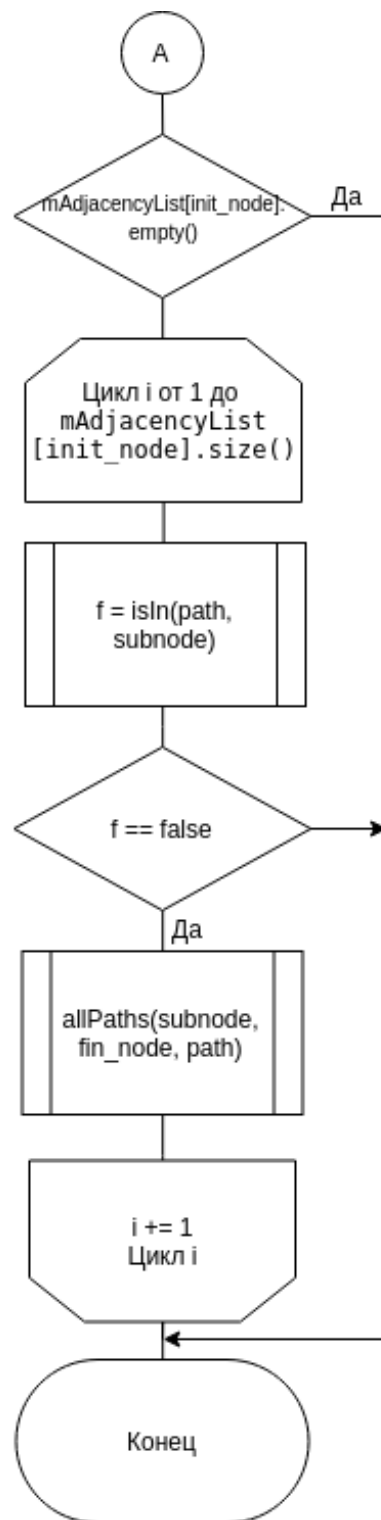 A
mAdjacencyList[init_node].
empty()
Да
Цикл i от 1 до
mAdjacencyList
[init_node].size()
f = isIn(path,
subnode)
f == false
Да
allPaths(subnode,
fin_node, path)
i += 1
Цикл i
Конец